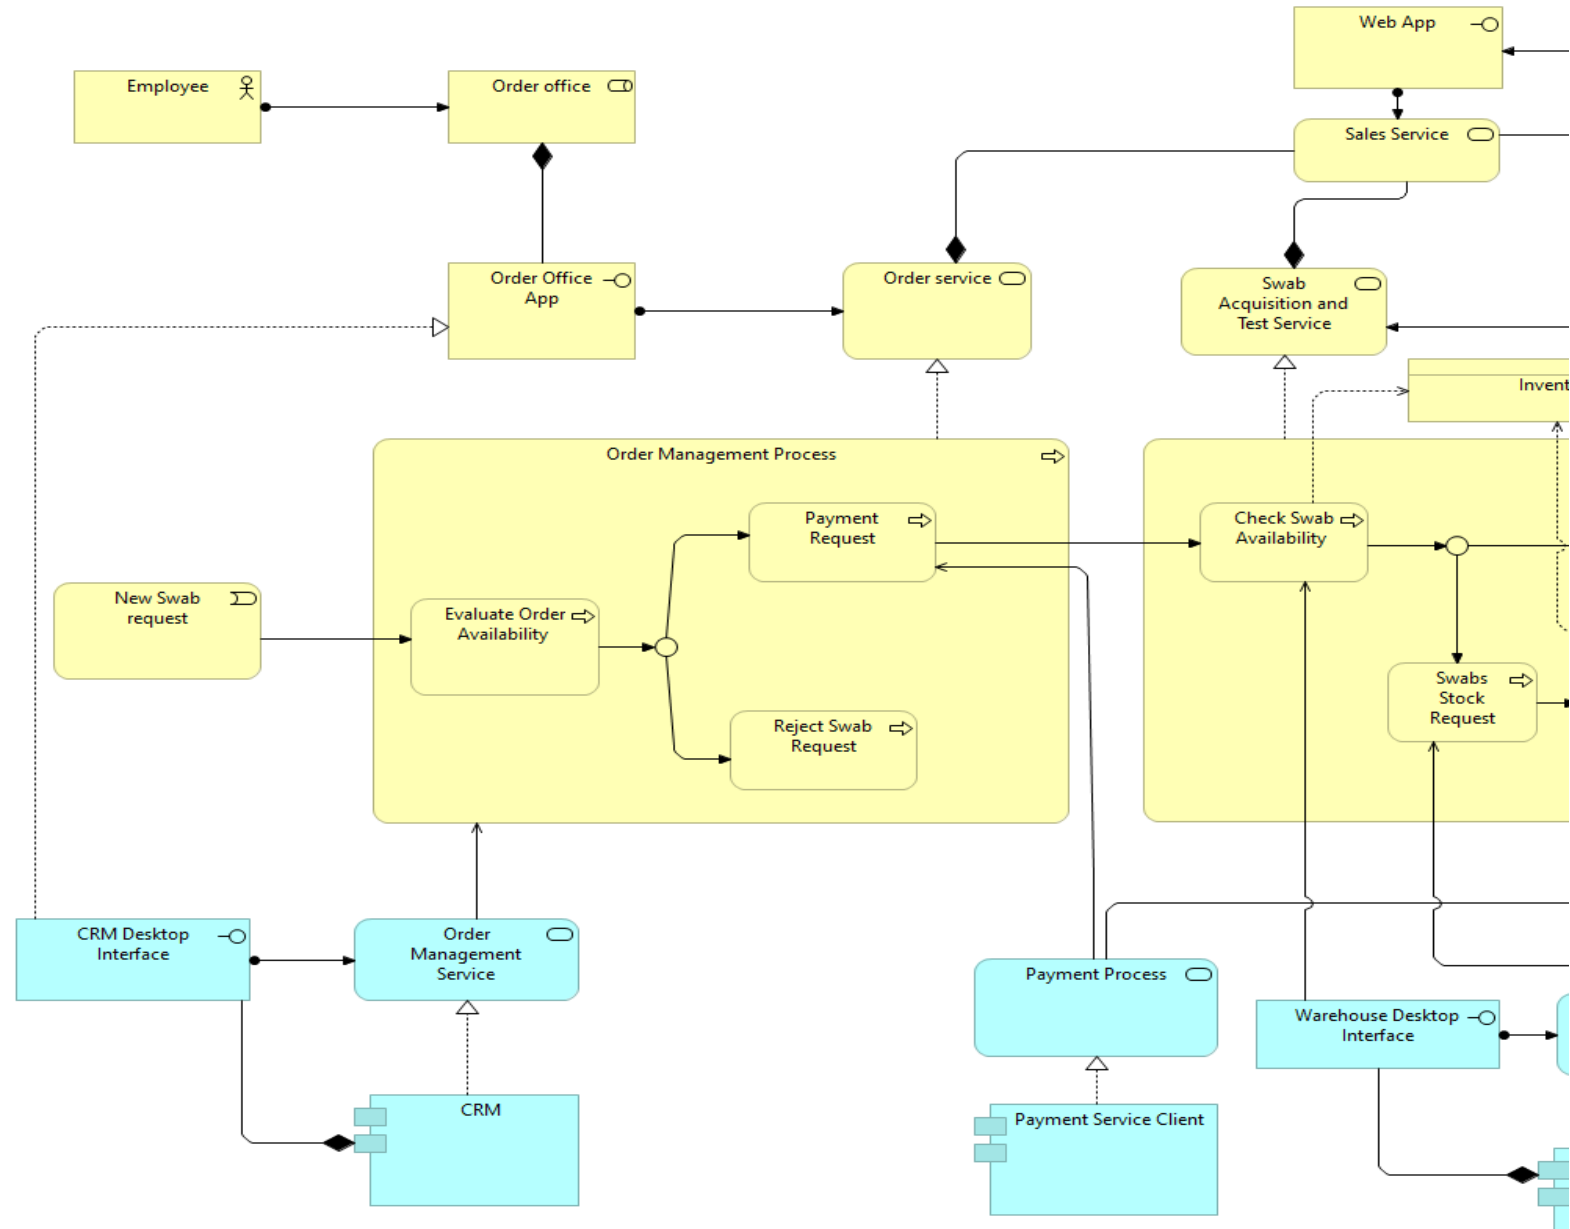 Web App
Employee
Order office
Sales Service
Order Office
App
Order service
Swab
Acquisition and
Test Service
Invent
Order Management Process
Payment
Request
Check Swab
Availability
New Swab
request
Evaluate Order
Availability
Swabs
Stock
Request
Reject Swab
Request
CRM Desktop
Interface
Order
Management
Service
Payment Process
Warehouse Desktop
Interface
CRM
Payment Service Client